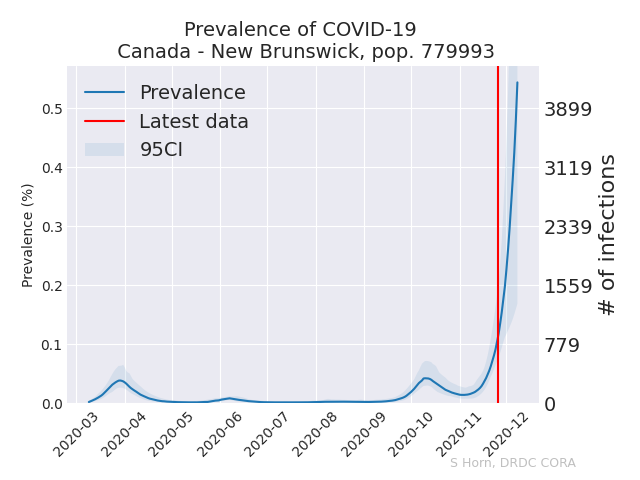 Prevalence of COVID-19
Canada - New Brunswick, pop. 779993
Prevalence
Latest data
95CI
Prevalence (%)
0.5
0.4
0.3
0.2
0.1
0.0
3899
3119
2339
1559
779
0
# of infections
2020-03
2020-04
2020-05
2020-06
2020-07
2020-08
2020-09
2020-10
2020-11
2020-12
S Horn, DRDC CORA